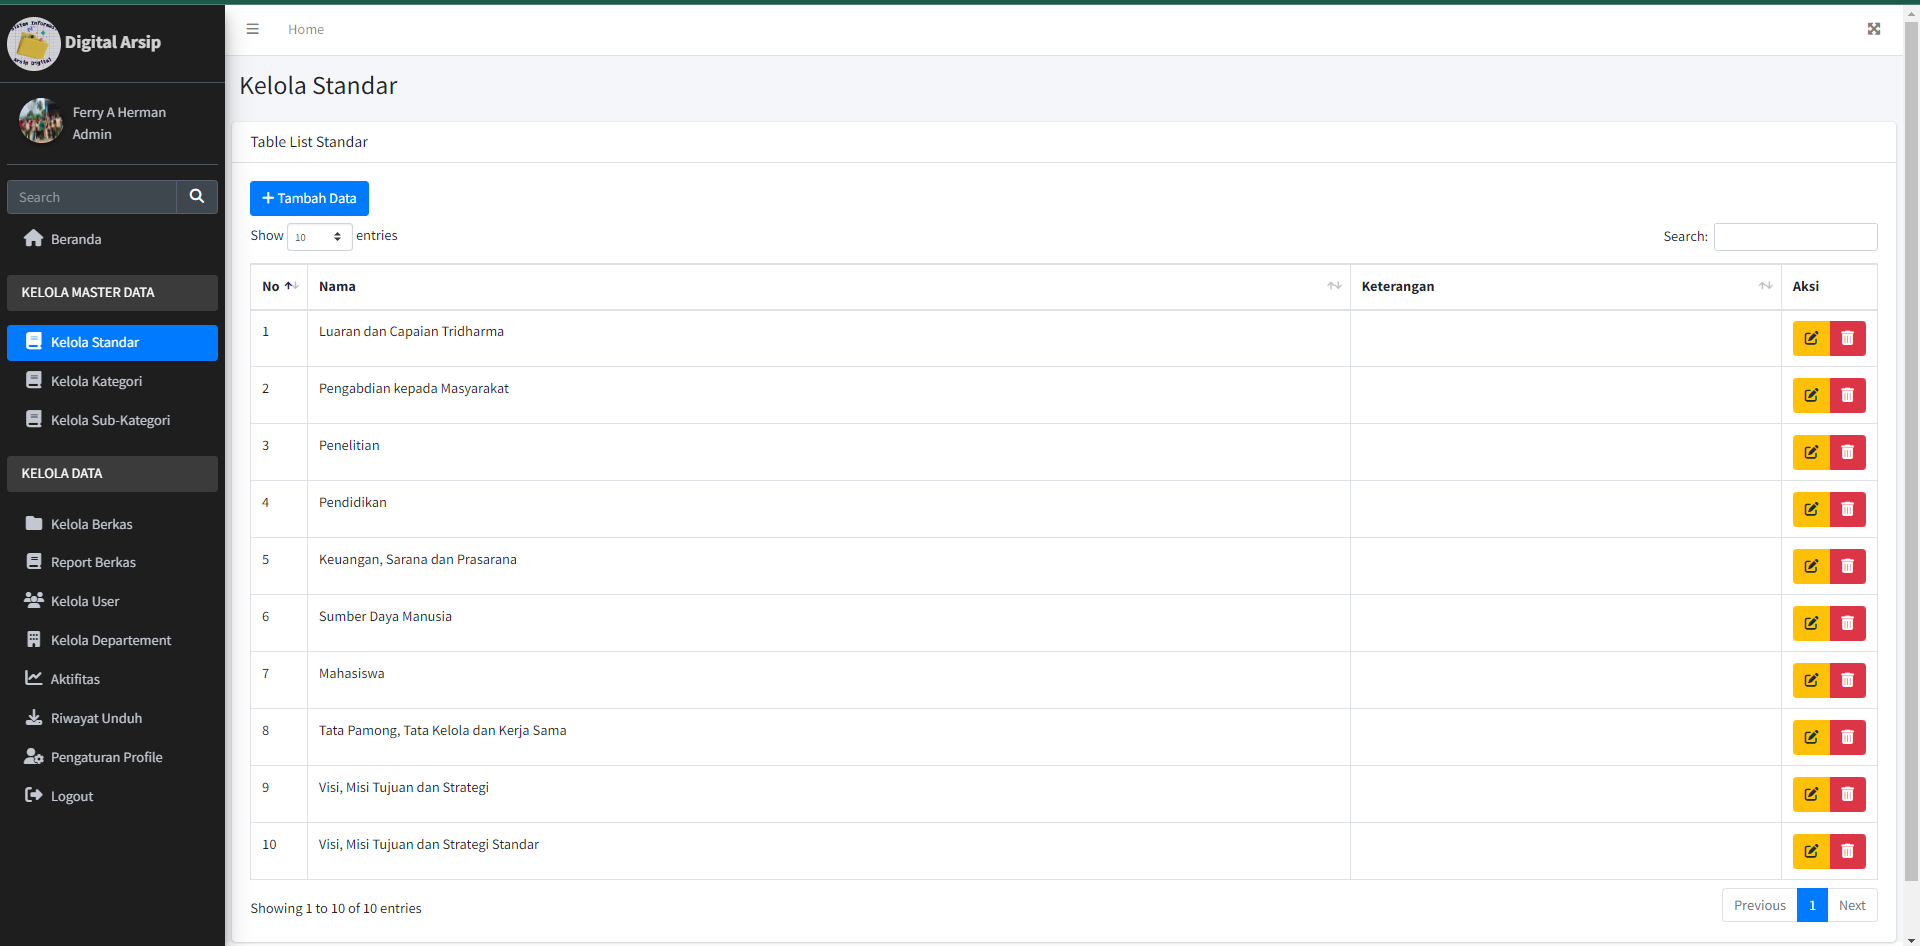 Digital Arsip
Ferry A Herman
Admin
Search
Beranda
KELOLA MASTER DATA
Kelola Standar
Kelola Kategori
Kelola Sub-Kategori
KELOLA DATA
Kelola Berkas
Report Berkas
Kelola User
Kelola Departement
Aktifitas
Riwayat Unduh
Pengaturan Profile
Logout
Home
Kelola Standar
Table List Standar
Tambah Data
Show 10 entries
Search:
No Nama Keterangan Aksi
1 Luaran dan Capaian Tridharma
2 Pengabdian kepada Masyarakat
3 Penelitian
4 Pendidikan
5 Keuangan, Sarana dan Prasarana
6 Sumber Daya Manusia
7 Mahasiswa
8 Tata Pamong, Tata Kelola dan Kerja Sama
9 Visi, Misi Tujuan dan Strategi
10 Visi, Misi Tujuan dan Strategi Standar
Showing 1 to 10 of 10 entries
Previous 1 Next